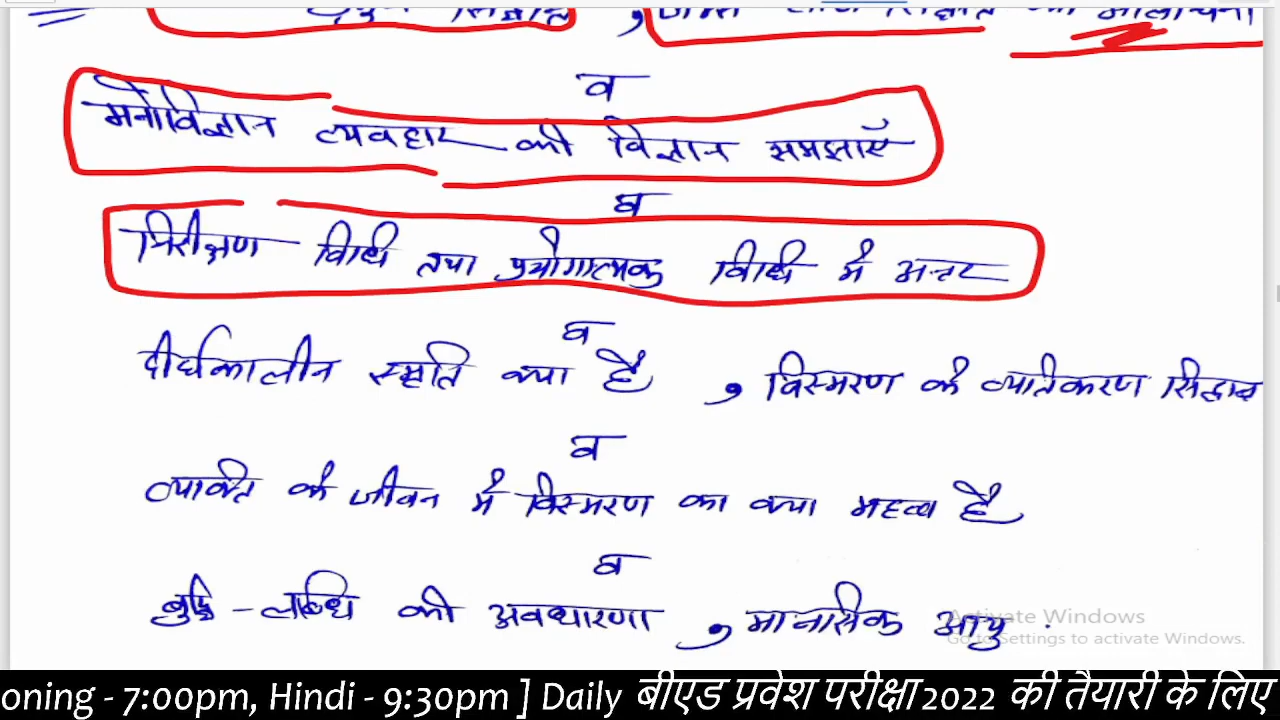 सिद्धांत , की आलोचना
व
मनोविज्ञान व्यवहार का विज्ञान समझाएँ
व
निरीक्षण विधि तथा प्रयोगात्मक विधि में अन्तर
व
दीर्घकालीन स्मृति क्या है , विस्मरण के व्यतिकरण सिद्धांत
व
व्यक्ति के जीवन में विस्मरण का क्या महत्व है
व
बुद्धि - लब्धि की अवधारणा , मानसिक आयु .
Activate Windows
Go to Settings to activate Windows.
oning - 7:00pm, Hindi - 9:30pm ] Daily बीएड प्रवेश परीक्षा 2022 की तैयारी के लिए